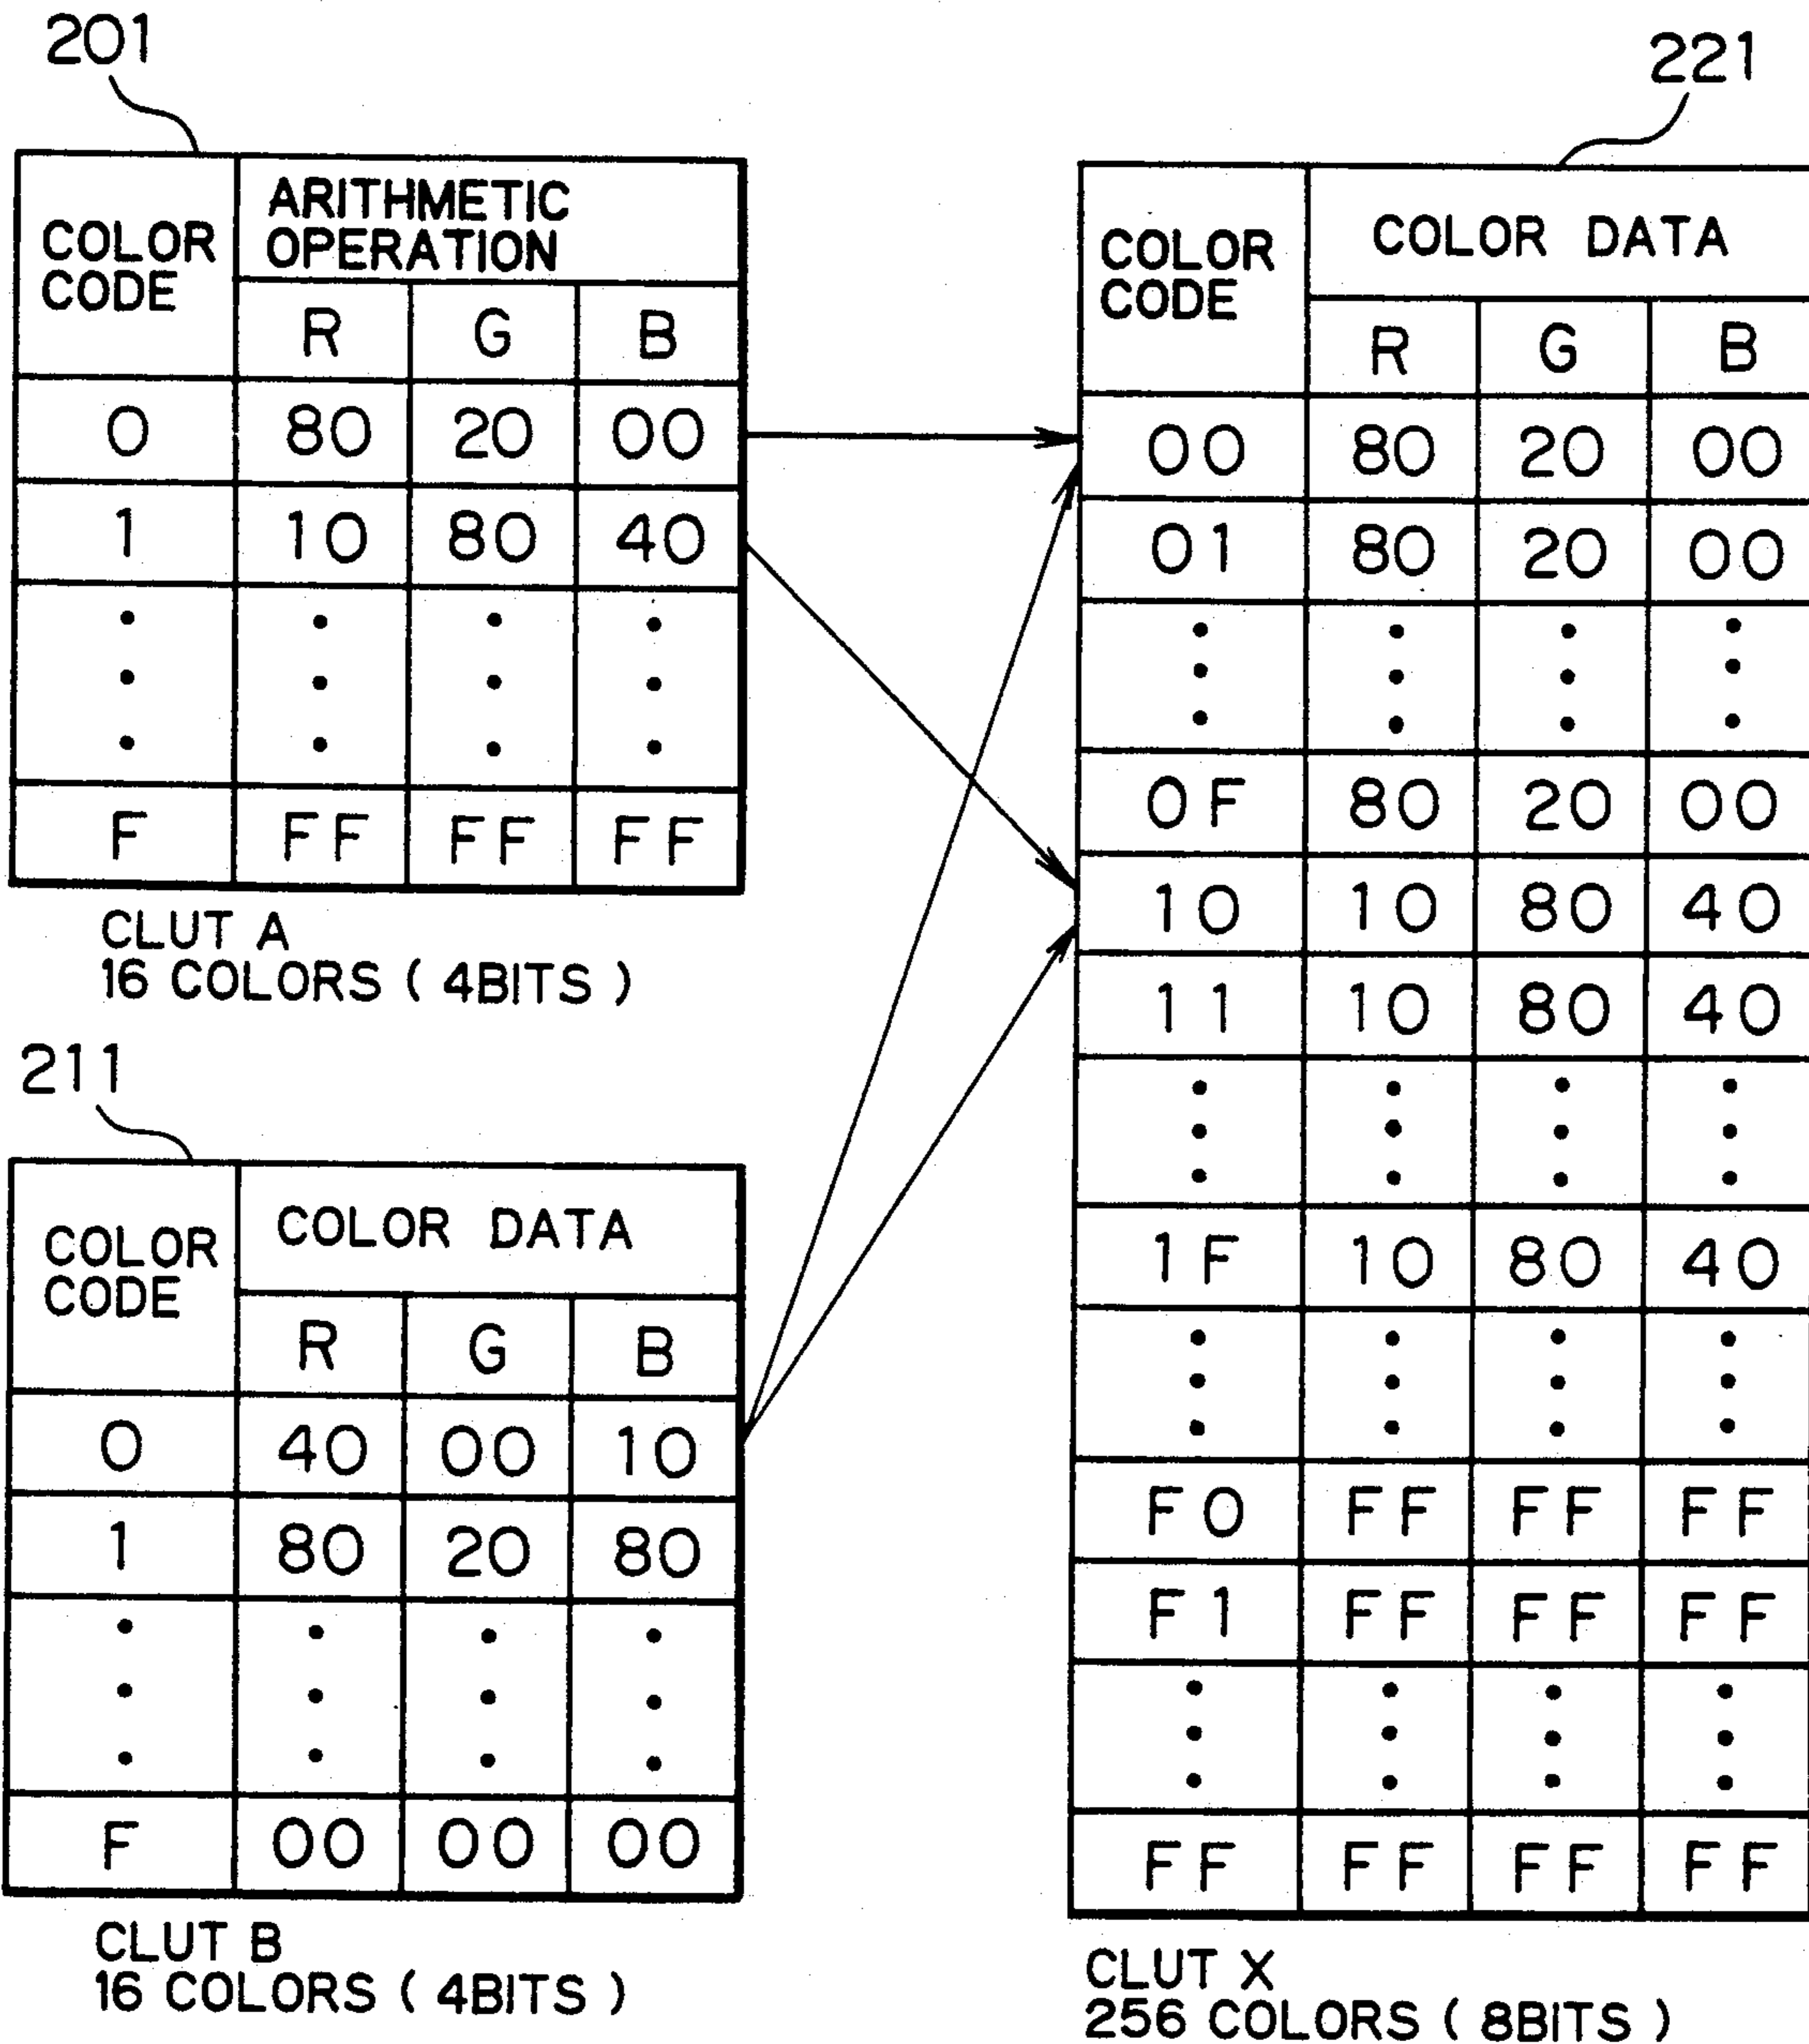 201
COLOR CODE ARITHMETIC OPERATION
R G B
0 80 20 00
1 10 80 40
F FF FF FF
CLUT A
16 COLORS ( 4BITS )
211
COLOR CODE COLOR DATA
R G B
0 40 00 10
1 80 20 80
F 00 00 00
CLUT B
16 COLORS ( 4BITS )
221
COLOR CODE COLOR DATA
R G B
00 80 20 00
01 80 20 00
0F 80 20 00
10 10 80 40
11 10 80 40
1F 10 80 40
F0 FF FF FF
F1 FF FF FF
FF FF FF FF
CLUT X
256 COLORS ( 8BITS )